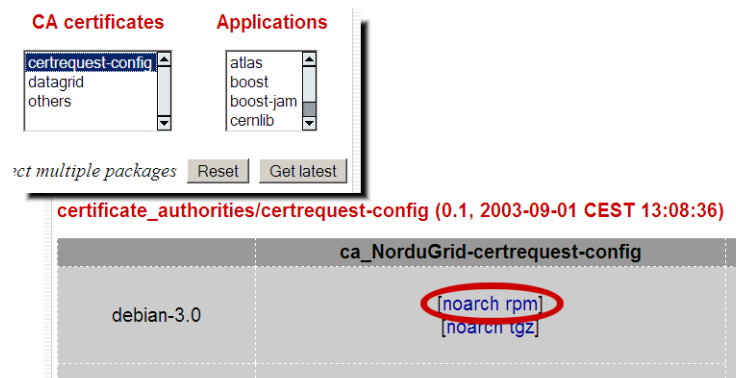 CA certificates Applications
certrequest-config atlas
datagrid boost
others boost-jam
cernlib
multiple packages Reset Get latest
certificate_authorities/certrequest-config (0.1, 2003-09-01 CEST 13:08:36)
ca_NorduGrid-certrequest-config
debian-3.0 [noarch rpm]
[noarch tgz]